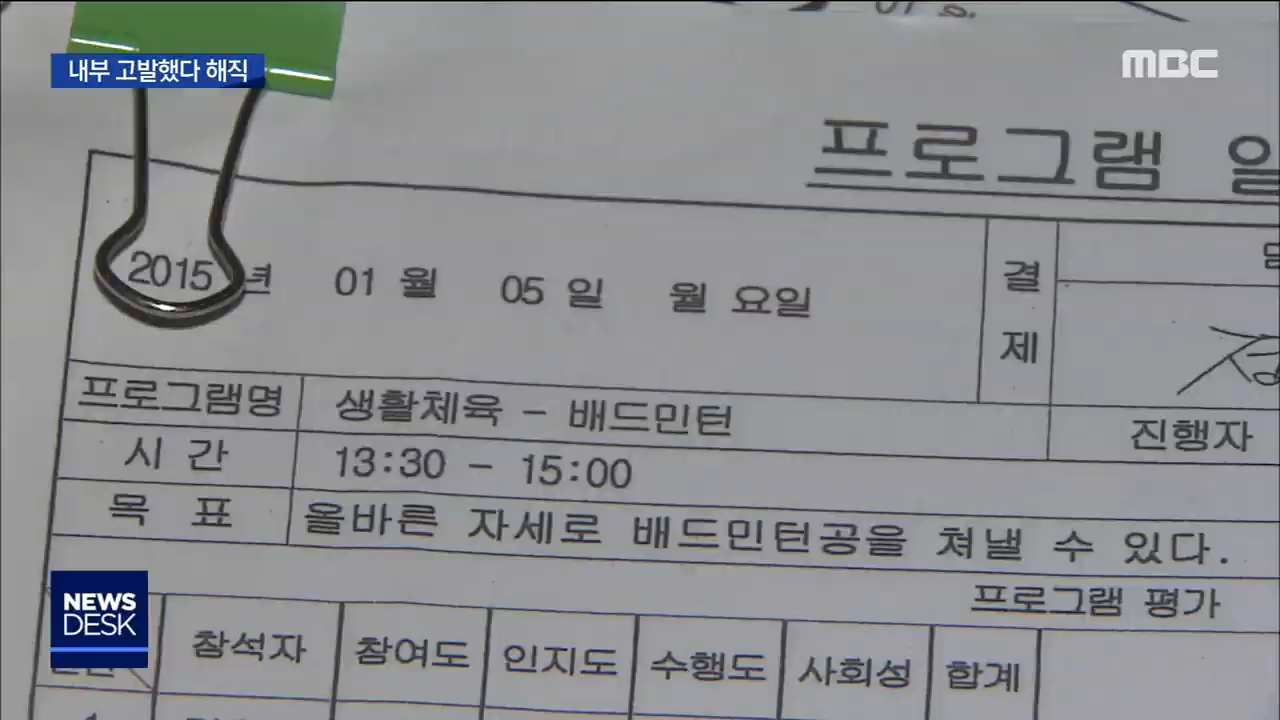 내부 고발했다 해직
MBC
프로그램
2015 년 01 월 05 일 월 요일
결
제
프로그램명 생활체육 - 배드민턴
진행자
시 간 13:30 - 15:00
목 표 올바른 자세로 배드민턴공을 쳐낼 수 있다.
프로그램 평가
NEWS
DESK
참석자 참여도 인지도 수행도 사회성 합계